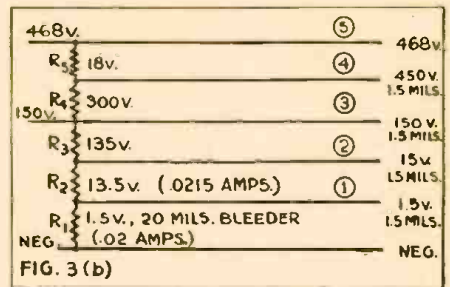 468v. ⑤ 468v.
R5 18v. ④ 450v.
1.5 MILS.
R4 300v. ③
150v. 150v.
1.5 MILS.
R3 135v. ② 15v.
1.5 MILS.
R2 13.5v. (.0215 AMPS.) ① 1.5v.
1.5 MILS.
R1 1.5v., 20 MILS. BLEEDER
NEG. (.02 AMPS.) NEG.
FIG. 3(b)